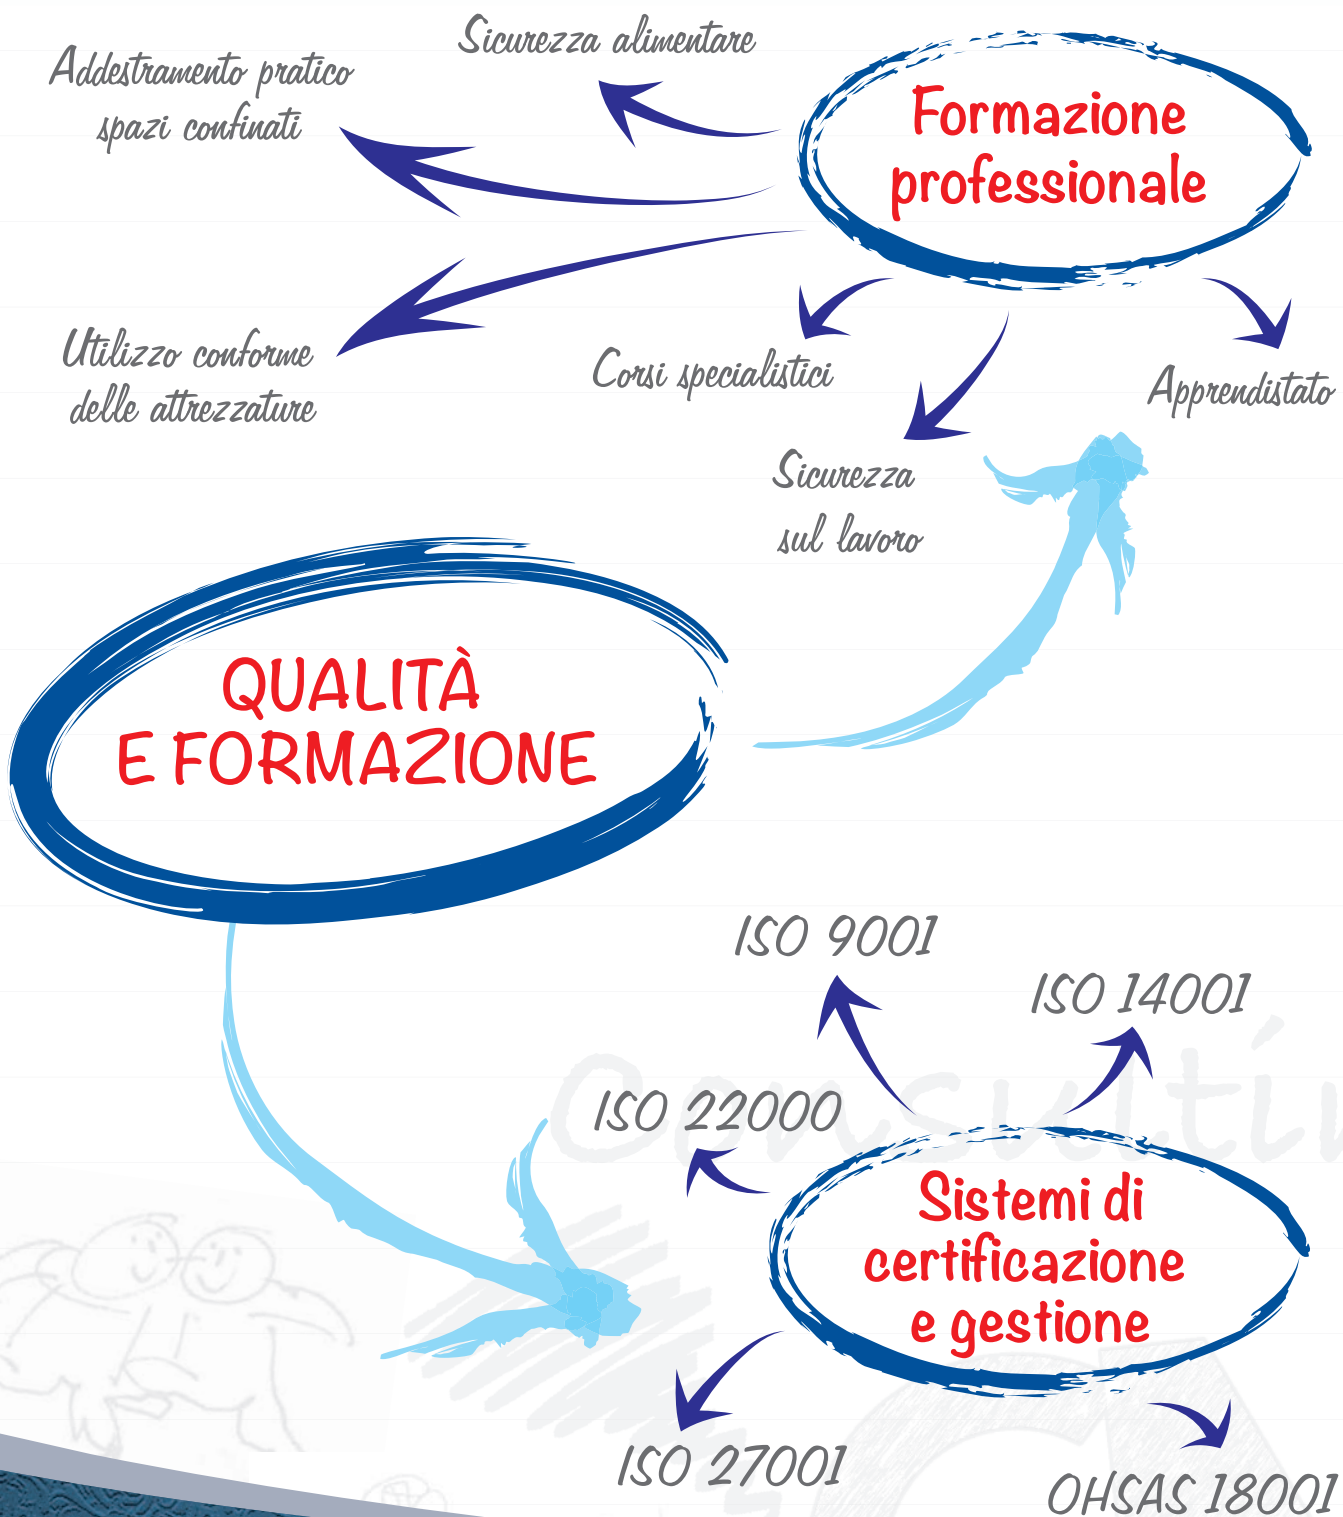 Sicurezza alimentare
Addestramento pratico
spazi confinati
Formazione
professionale
Utilizzo conforme
delle attrezzature
Corsi specialistici
Apprendistato
Sicurezza
sul lavoro
QUALITÀ
E FORMAZIONE
ISO 9001
ISO 14001
ISO 22000
Sistemi di
certificazione
e gestione
ISO 27001
OHSAS 18001